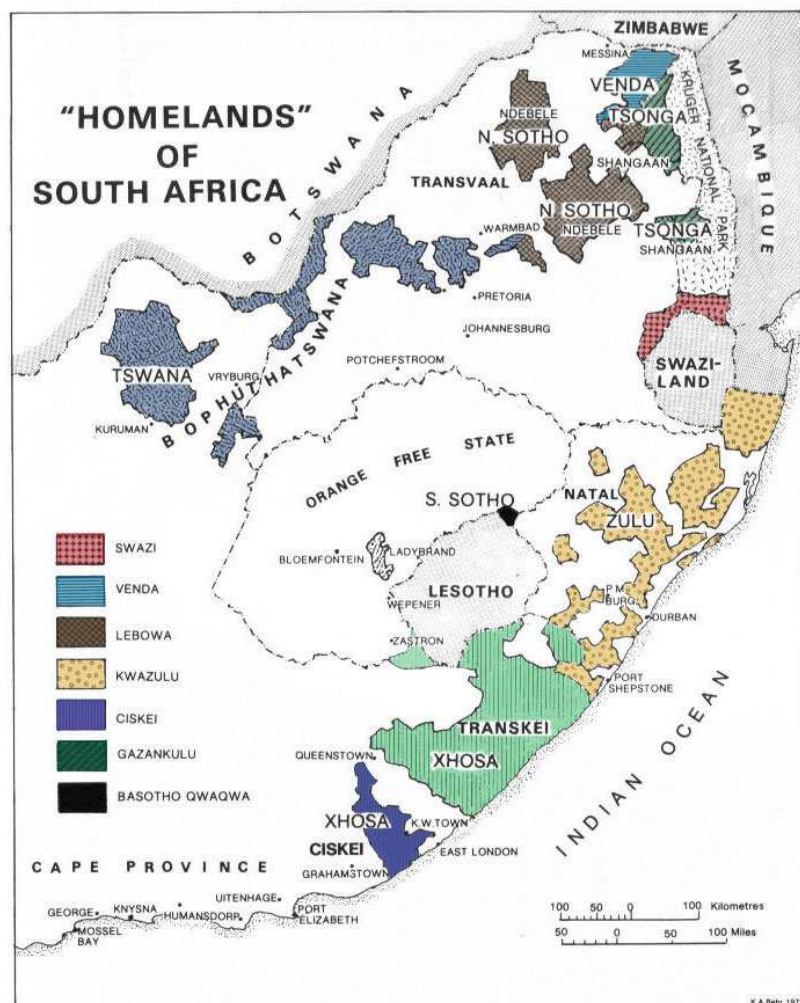 "HOMELANDS"
OF
SOUTH AFRICA
ZIMBABWE
MESSINA
VENDA
TSONGA
SHANGAAN
KRUGER NATIONAL PARK
MOÇAMBIQUE
BOTSWANA
NDEBELE
N. SOTHO
TRANSVAAL
N. SOTHO
NDEBELE
TSONGA
SHANGAAN
WARMBAD
PRETORIA
JOHANNESBURG
POTCHEFSTROOM
BOPHUTHATSWANA
TSWANA
VRYBURG
KURUMAN
SWAZI-
LAND
ORANGE FREE STATE
S. SOTHO
NATAL
ZULU
BLOEMFONTEIN
LADYBRAND
LESOTHO
WEPENER
ZASTRON
P.M.
BURG
DURBAN
PORT
SHEPSTONE
SWAZI
VENDA
LEBOWA
KWAZULU
CISKEI
GAZANKULU
BASOTHO QWAQWA
TRANSKEI
XHOSA
QUEENSTOWN
XHOSA
K.W.TOWN
CISKEI
EAST LONDON
GRAHAMSTOWN
INDIAN OCEAN
CAPE PROVINCE
UITENHAGE
GEORGE
KNYSNA
HUMANSDORP
PORT
ELIZABETH
MOSSEL
BAY
100 50 0 100 Kilometres
50 0 50 100 Miles